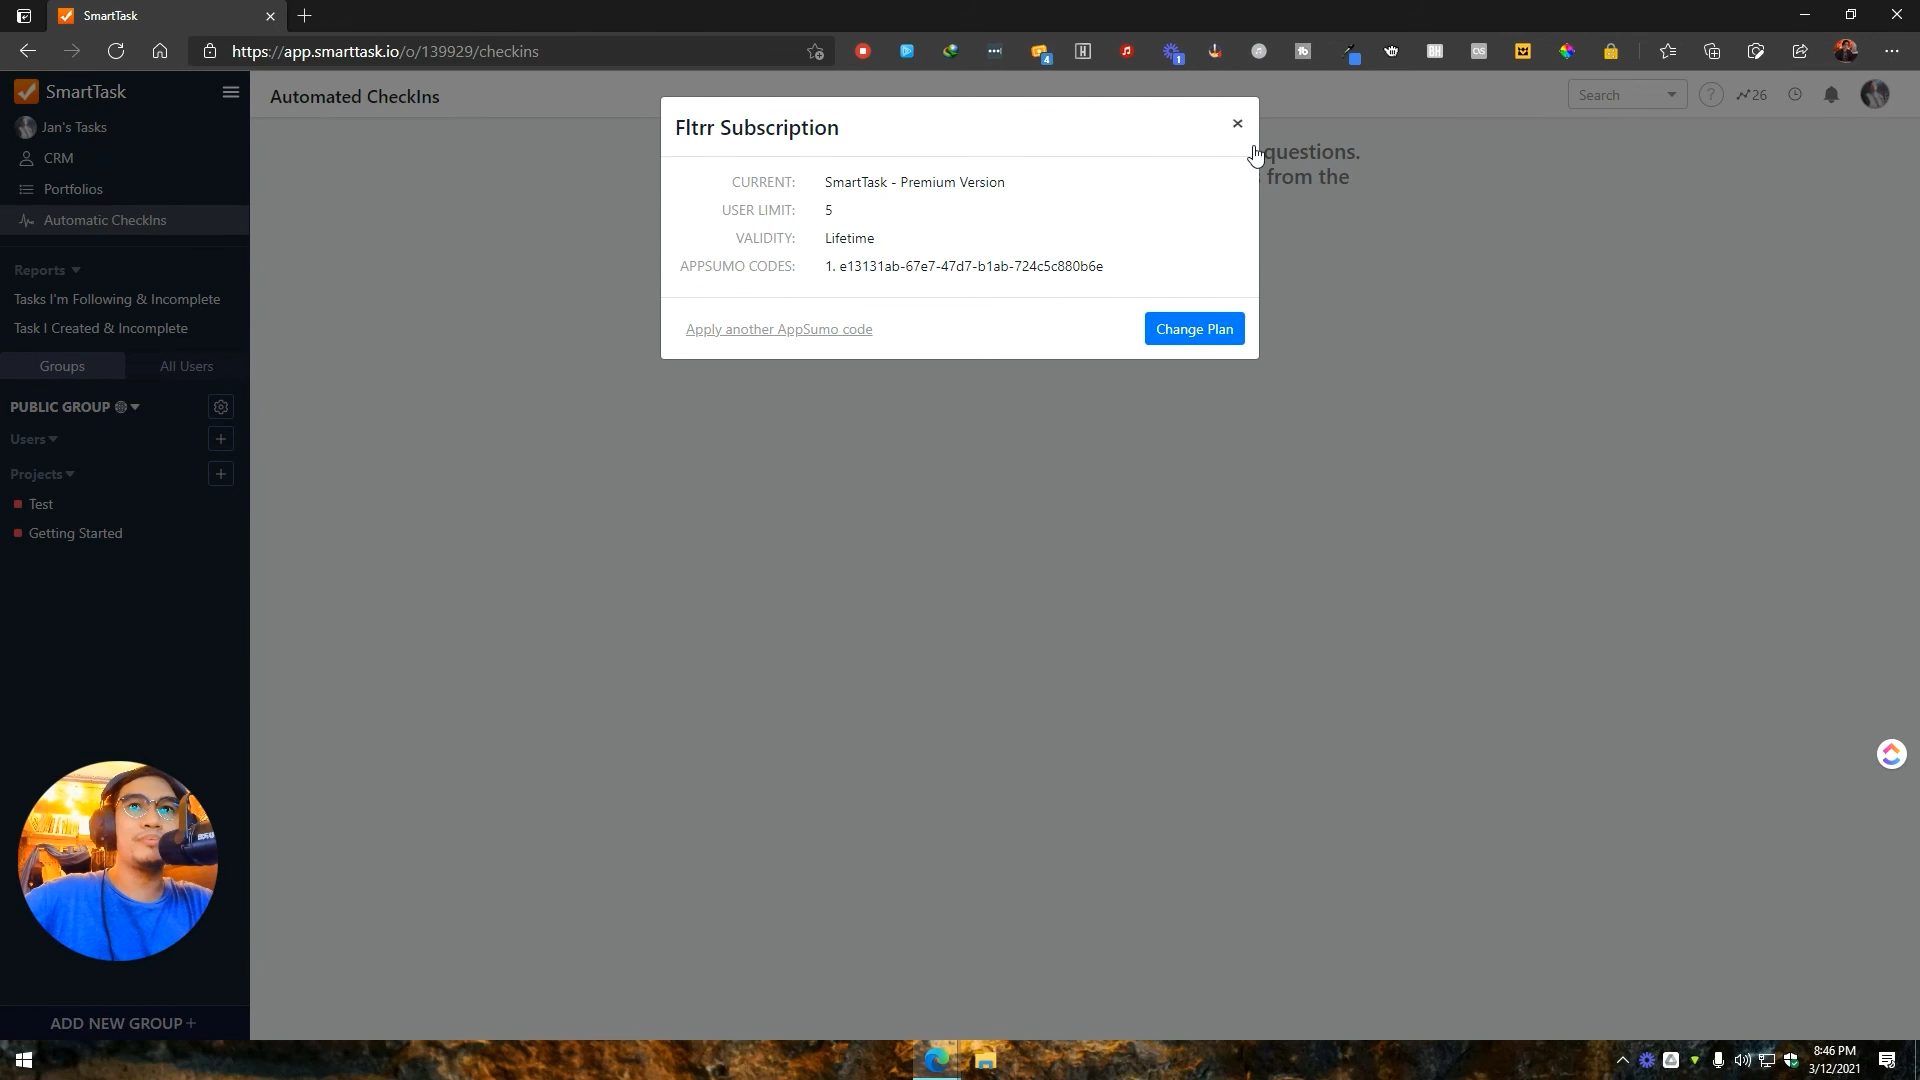 SmartTask
https://app.smarttask.io/o/139929/checkins
4
1
BH
SmartTask
Automated CheckIns
Search
26
Jan's Tasks
CRM
Portfolios
Automatic CheckIns
Reports
Tasks I'm Following & Incomplete
Task I Created & Incomplete
Groups
All Users
PUBLIC GROUP
Users
Projects
Test
Getting Started
ADD NEW GROUP +
Fltrr Subscription
questions.
from the
CURRENT: SmartTask - Premium Version
USER LIMIT: 5
VALIDITY: Lifetime
APPSUMO CODES: 1. e13131ab-67e7-47d7-b1ab-724c5c880b6e
Apply another AppSumo code
Change Plan
8:46 PM
3/12/2021